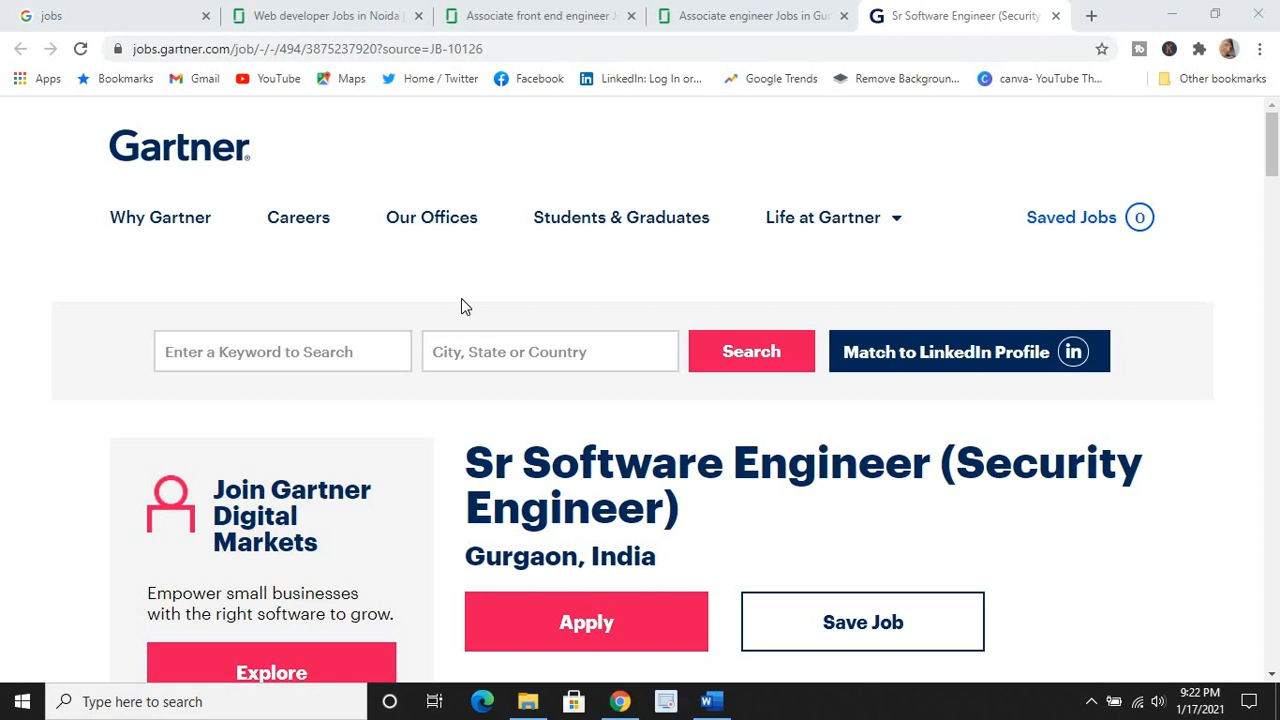 jobs
Web developer Jobs in Noida
Associate front end engineer J
Associate engineer Jobs in Gur
Sr Software Engineer (Security
jobs.gartner.com/job/-/-/494/3875237920?source=JB-10126
Apps
Bookmarks
Gmail
YouTube
Maps
Home / Twitter
Facebook
LinkedIn: Log In or...
Google Trends
Remove Backgroun...
canva- YouTube Th...
Other bookmarks
Gartner®
Why Gartner
Careers
Our Offices
Students & Graduates
Life at Gartner
Saved Jobs 0
Enter a Keyword to Search
City, State or Country
Search
Match to LinkedIn Profile in
Join Gartner
Digital
Markets
Empower small businesses
with the right software to grow.
Explore
Sr Software Engineer (Security
Engineer)
Gurgaon, India
Apply
Save Job
Type here to search
9:22 PM
1/17/2021